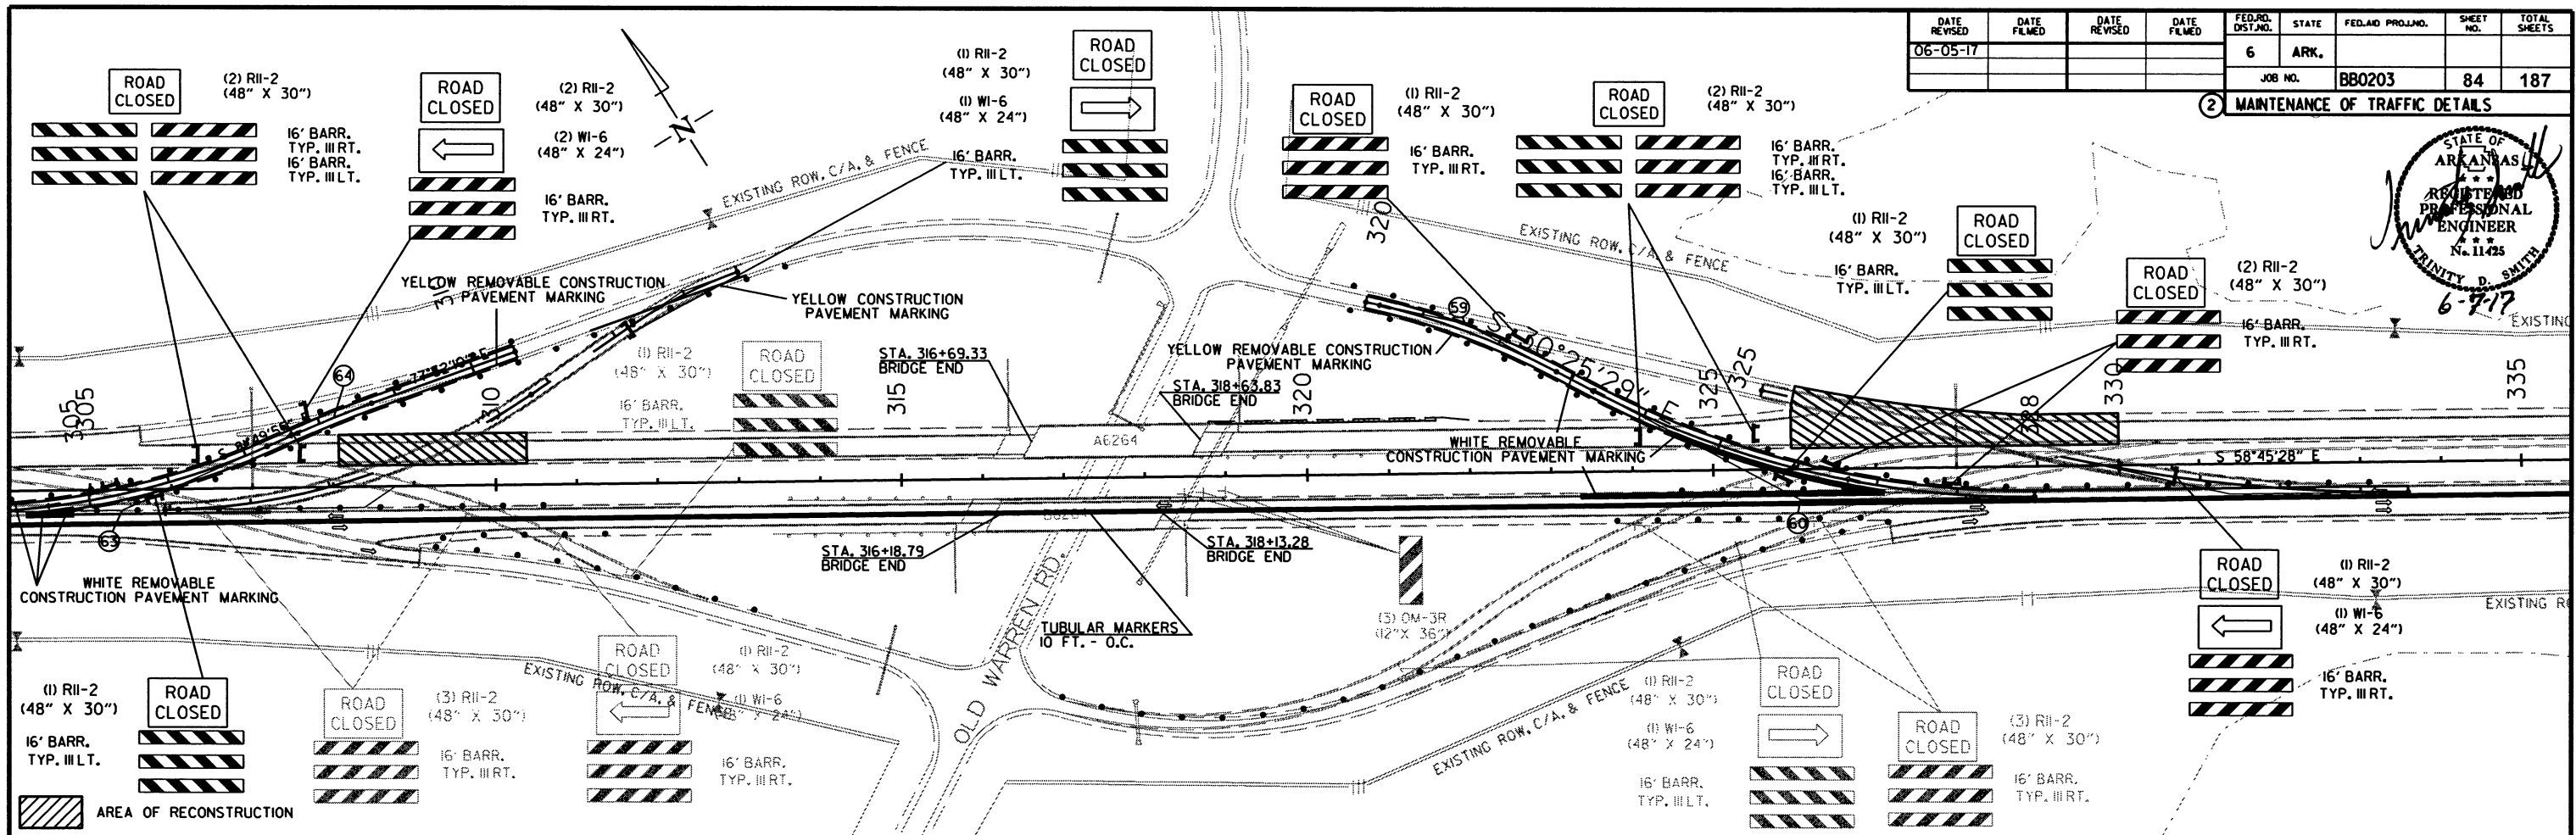 DATE REVISED
DATE FILMED
DATE REVISED
DATE FILMED
FED.RD. DIST.NO.
STATE
FED.AID PROJ.NO.
SHEET NO.
TOTAL SHEETS
06-05-17
6
ARK.
JOB NO.
BB0203
84
187
2 MAINTENANCE OF TRAFFIC DETAILS
STATE OF
ARKANSAS
REGISTERED
PROFESSIONAL
ENGINEER
No. 11425
TRINITY D. SMITH
6-7-17
ROAD
CLOSED
(2) R11-2
(48" X 30")
16' BARR.
TYP. III RT.
16' BARR.
TYP. III LT.
ROAD
CLOSED
(2) R11-2
(48" X 30")
(2) W1-6
(48" X 24")
16' BARR.
TYP. III RT.
(1) R11-2
(48" X 30")
ROAD
CLOSED
(1) W1-6
(48" X 24")
16' BARR.
TYP. III LT.
ROAD
CLOSED
(1) R11-2
(48" X 30")
16' BARR.
TYP. III RT.
ROAD
CLOSED
(2) R11-2
(48" X 30")
16' BARR.
TYP. III RT.
16' BARR.
TYP. III LT.
(1) R11-2
(48" X 30")
ROAD
CLOSED
16' BARR.
TYP. III LT.
ROAD
CLOSED
(2) R11-2
(48" X 30")
16' BARR.
TYP. III RT.
N
EXISTING ROW, C/A, & FENCE
EXISTING ROW, C/A, & FENCE
EXISTING
YELLOW REMOVABLE CONSTRUCTION
PAVEMENT MARKING
YELLOW CONSTRUCTION
PAVEMENT MARKING
310
320
59
64
YELLOW REMOVABLE CONSTRUCTION
PAVEMENT MARKING
S 30°25'29" E
(1) R11-2
(48" X 30")
ROAD
CLOSED
16' BARR.
TYP. III LT.
STA. 316+69.33
BRIDGE END
STA. 318+63.83
BRIDGE END
305
305
310
315
320
325
325
328
330
335
A6264
WHITE REMOVABLE
CONSTRUCTION PAVEMENT MARKING
S 58°45'28" E
63
60
STA. 316+18.79
BRIDGE END
STA. 318+13.28
BRIDGE END
WHITE REMOVABLE
CONSTRUCTION PAVEMENT MARKING
TUBULAR MARKERS
10 FT. - O.C.
OLD WARREN RD.
(3) OM-3R
(12" X 36")
ROAD
CLOSED
(1) R11-2
(48" X 30")
(1) W1-6
(48" X 24")
16' BARR.
TYP. III RT.
EXISTING RO
EXISTING ROW, C/A, & FENCE
EXISTING ROW, C/A, & FENCE
(1) R11-2
(48" X 30")
ROAD
CLOSED
16' BARR.
TYP. III LT.
ROAD
CLOSED
(3) R11-2
(48" X 30")
16' BARR.
TYP. III RT.
ROAD
CLOSED
(1) R11-2
(48" X 30")
(1) W1-6
(48" X 24")
16' BARR.
TYP. III RT.
(1) R11-2
(48" X 30")
ROAD
CLOSED
(1) W1-6
(48" X 24")
16' BARR.
TYP. III LT.
ROAD
CLOSED
(3) R11-2
(48" X 30")
16' BARR.
TYP. III RT.
AREA OF RECONSTRUCTION